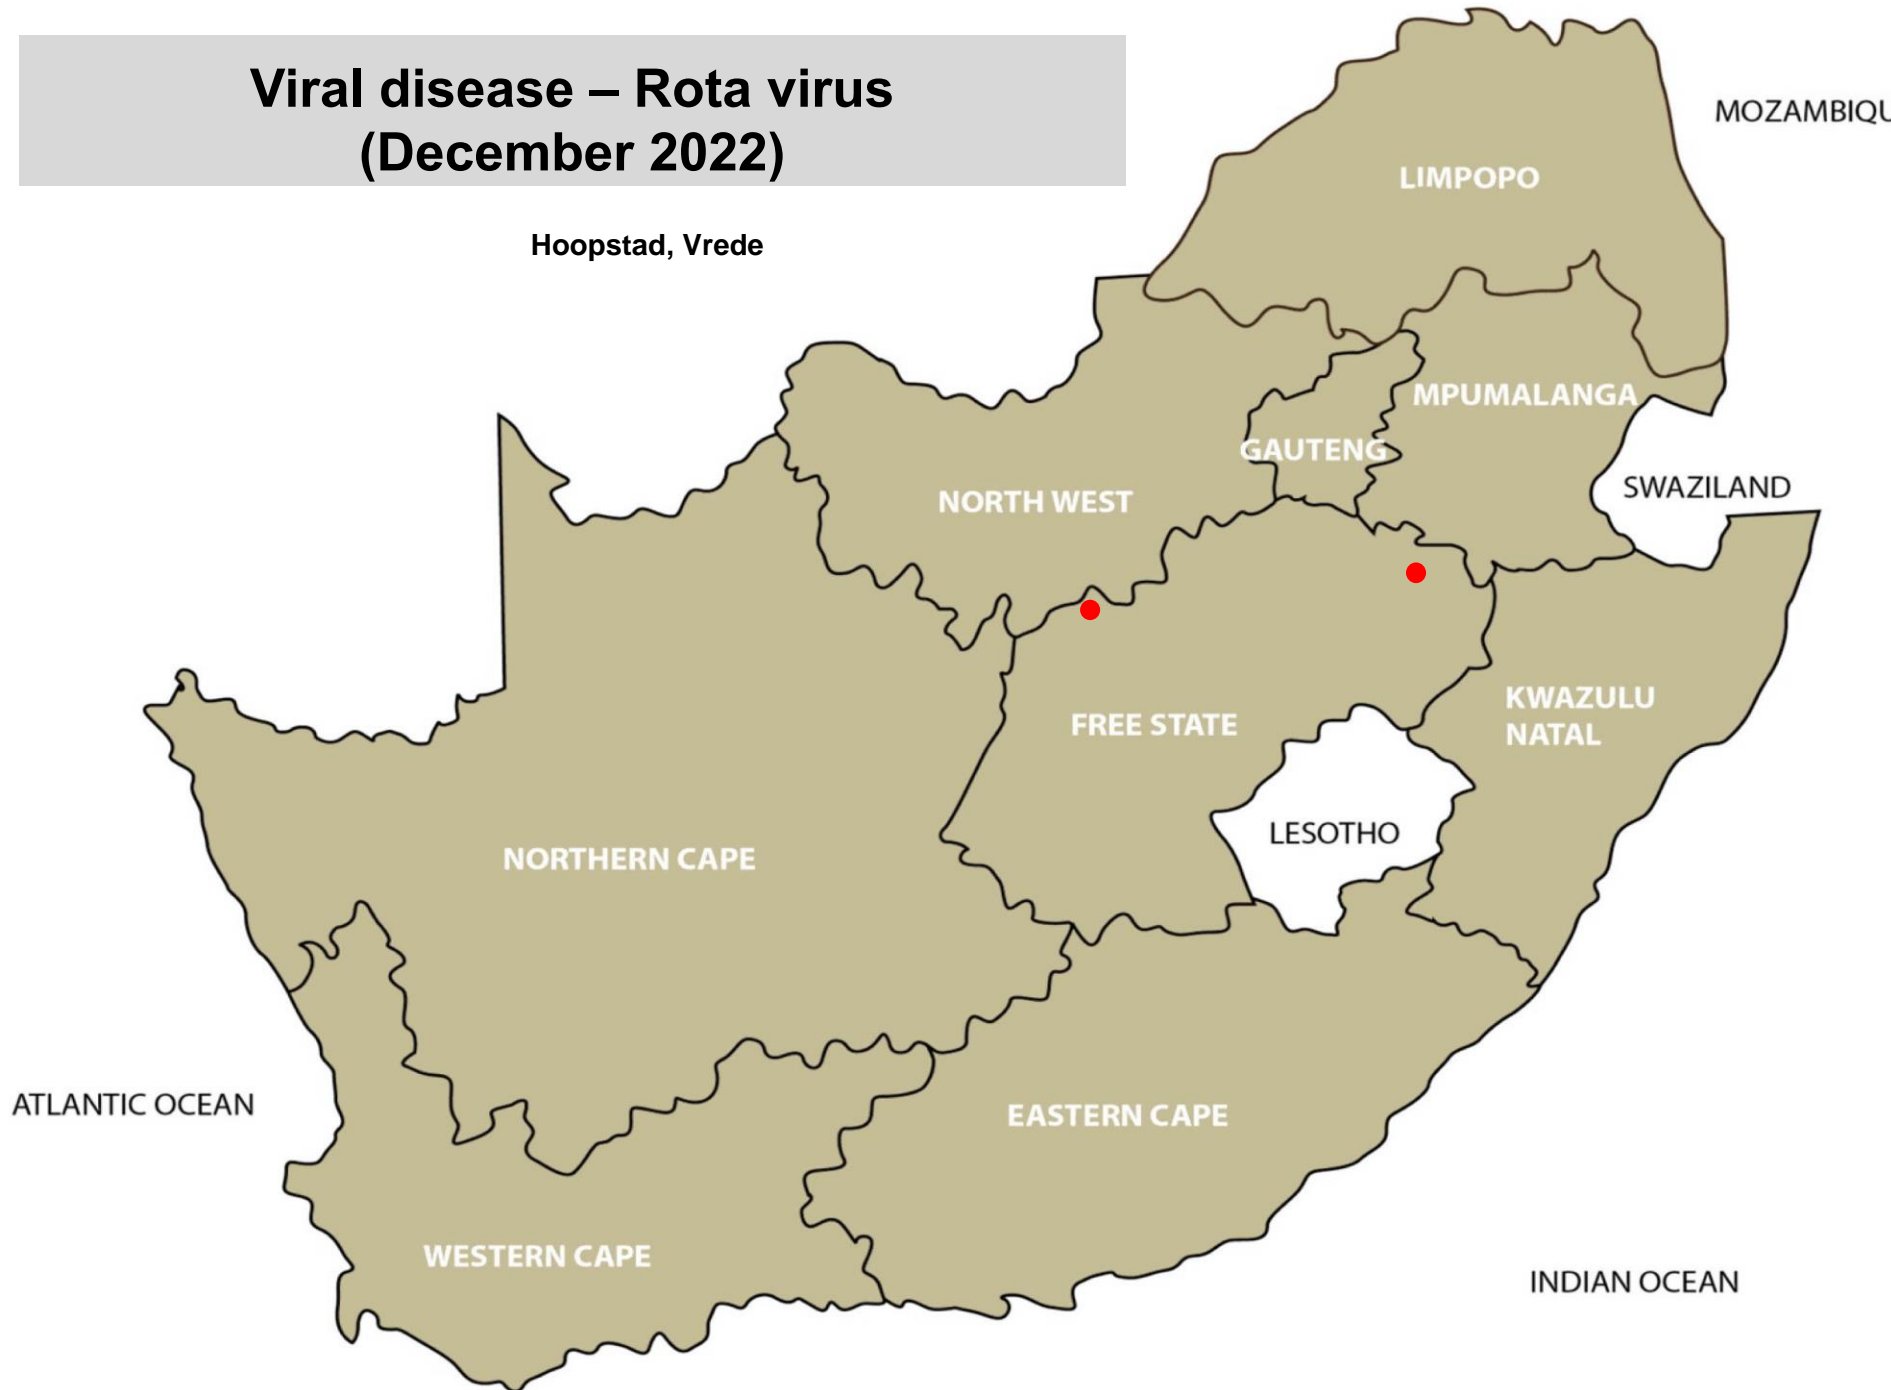 Viral disease – Rota virus
(December 2022)
Hoopstad, Vrede
MOZAMBIQU
LIMPOPO
MPUMALANGA
GAUTENG
SWAZILAND
NORTH WEST
KWAZULU
NATAL
FREE STATE
LESOTHO
NORTHERN CAPE
ATLANTIC OCEAN
EASTERN CAPE
WESTERN CAPE
INDIAN OCEAN